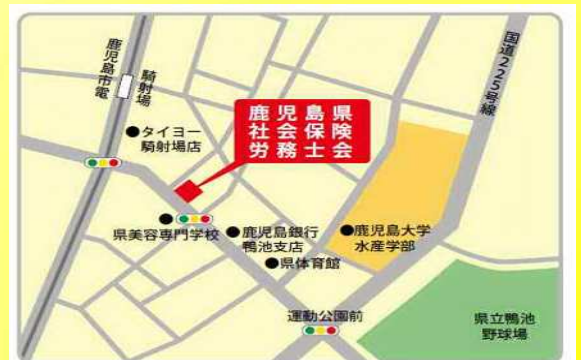 国道225号線
鹿児島市電
騎射場
鹿児島県
社会保険
労務士会
●タイヨー
騎射場店
県美容専門学校
●鹿児島銀行
鴨池支店
●鹿児島大学
水産学部
●県体育館
運動公園前
県立鴨池
野球場